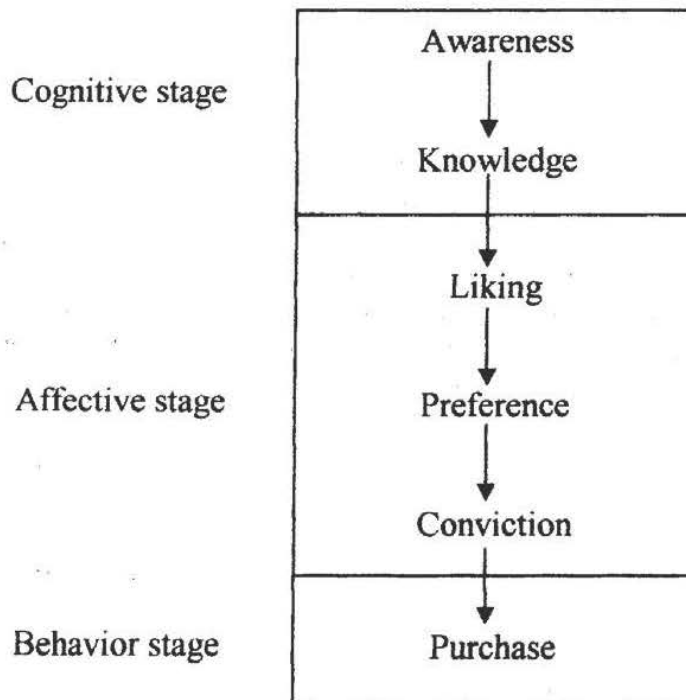 Awareness
Cognitive stage
Knowledge
Liking
Affective stage
Preference
Conviction
Behavior stage
Purchase